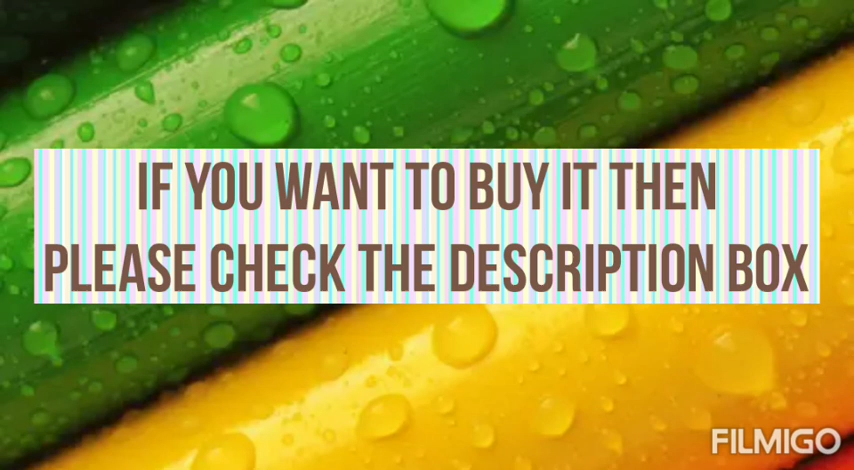 IF YOU WANT TO BUY IT THEN
PLEASE CHECK THE DESCRIPTION BOX
FILMIGO